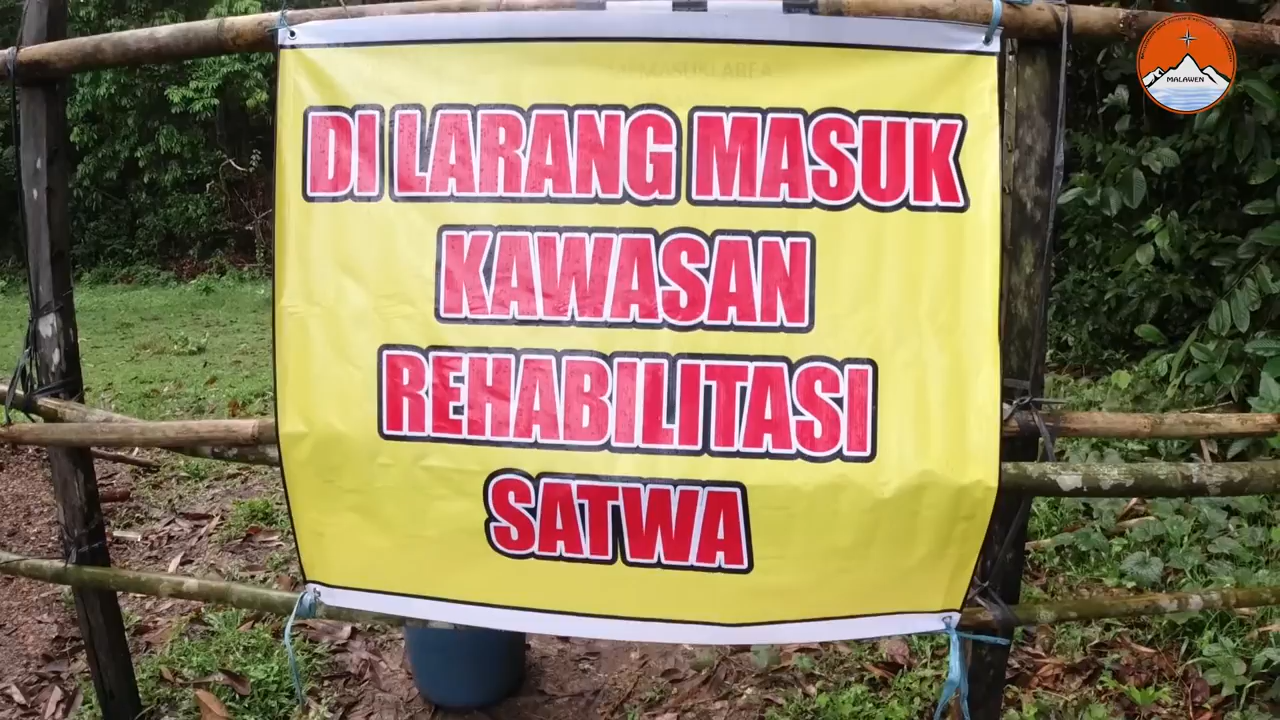 DI LARANG MASUK
KAWASAN
REHABILITASI
SATWA
MALAWEN